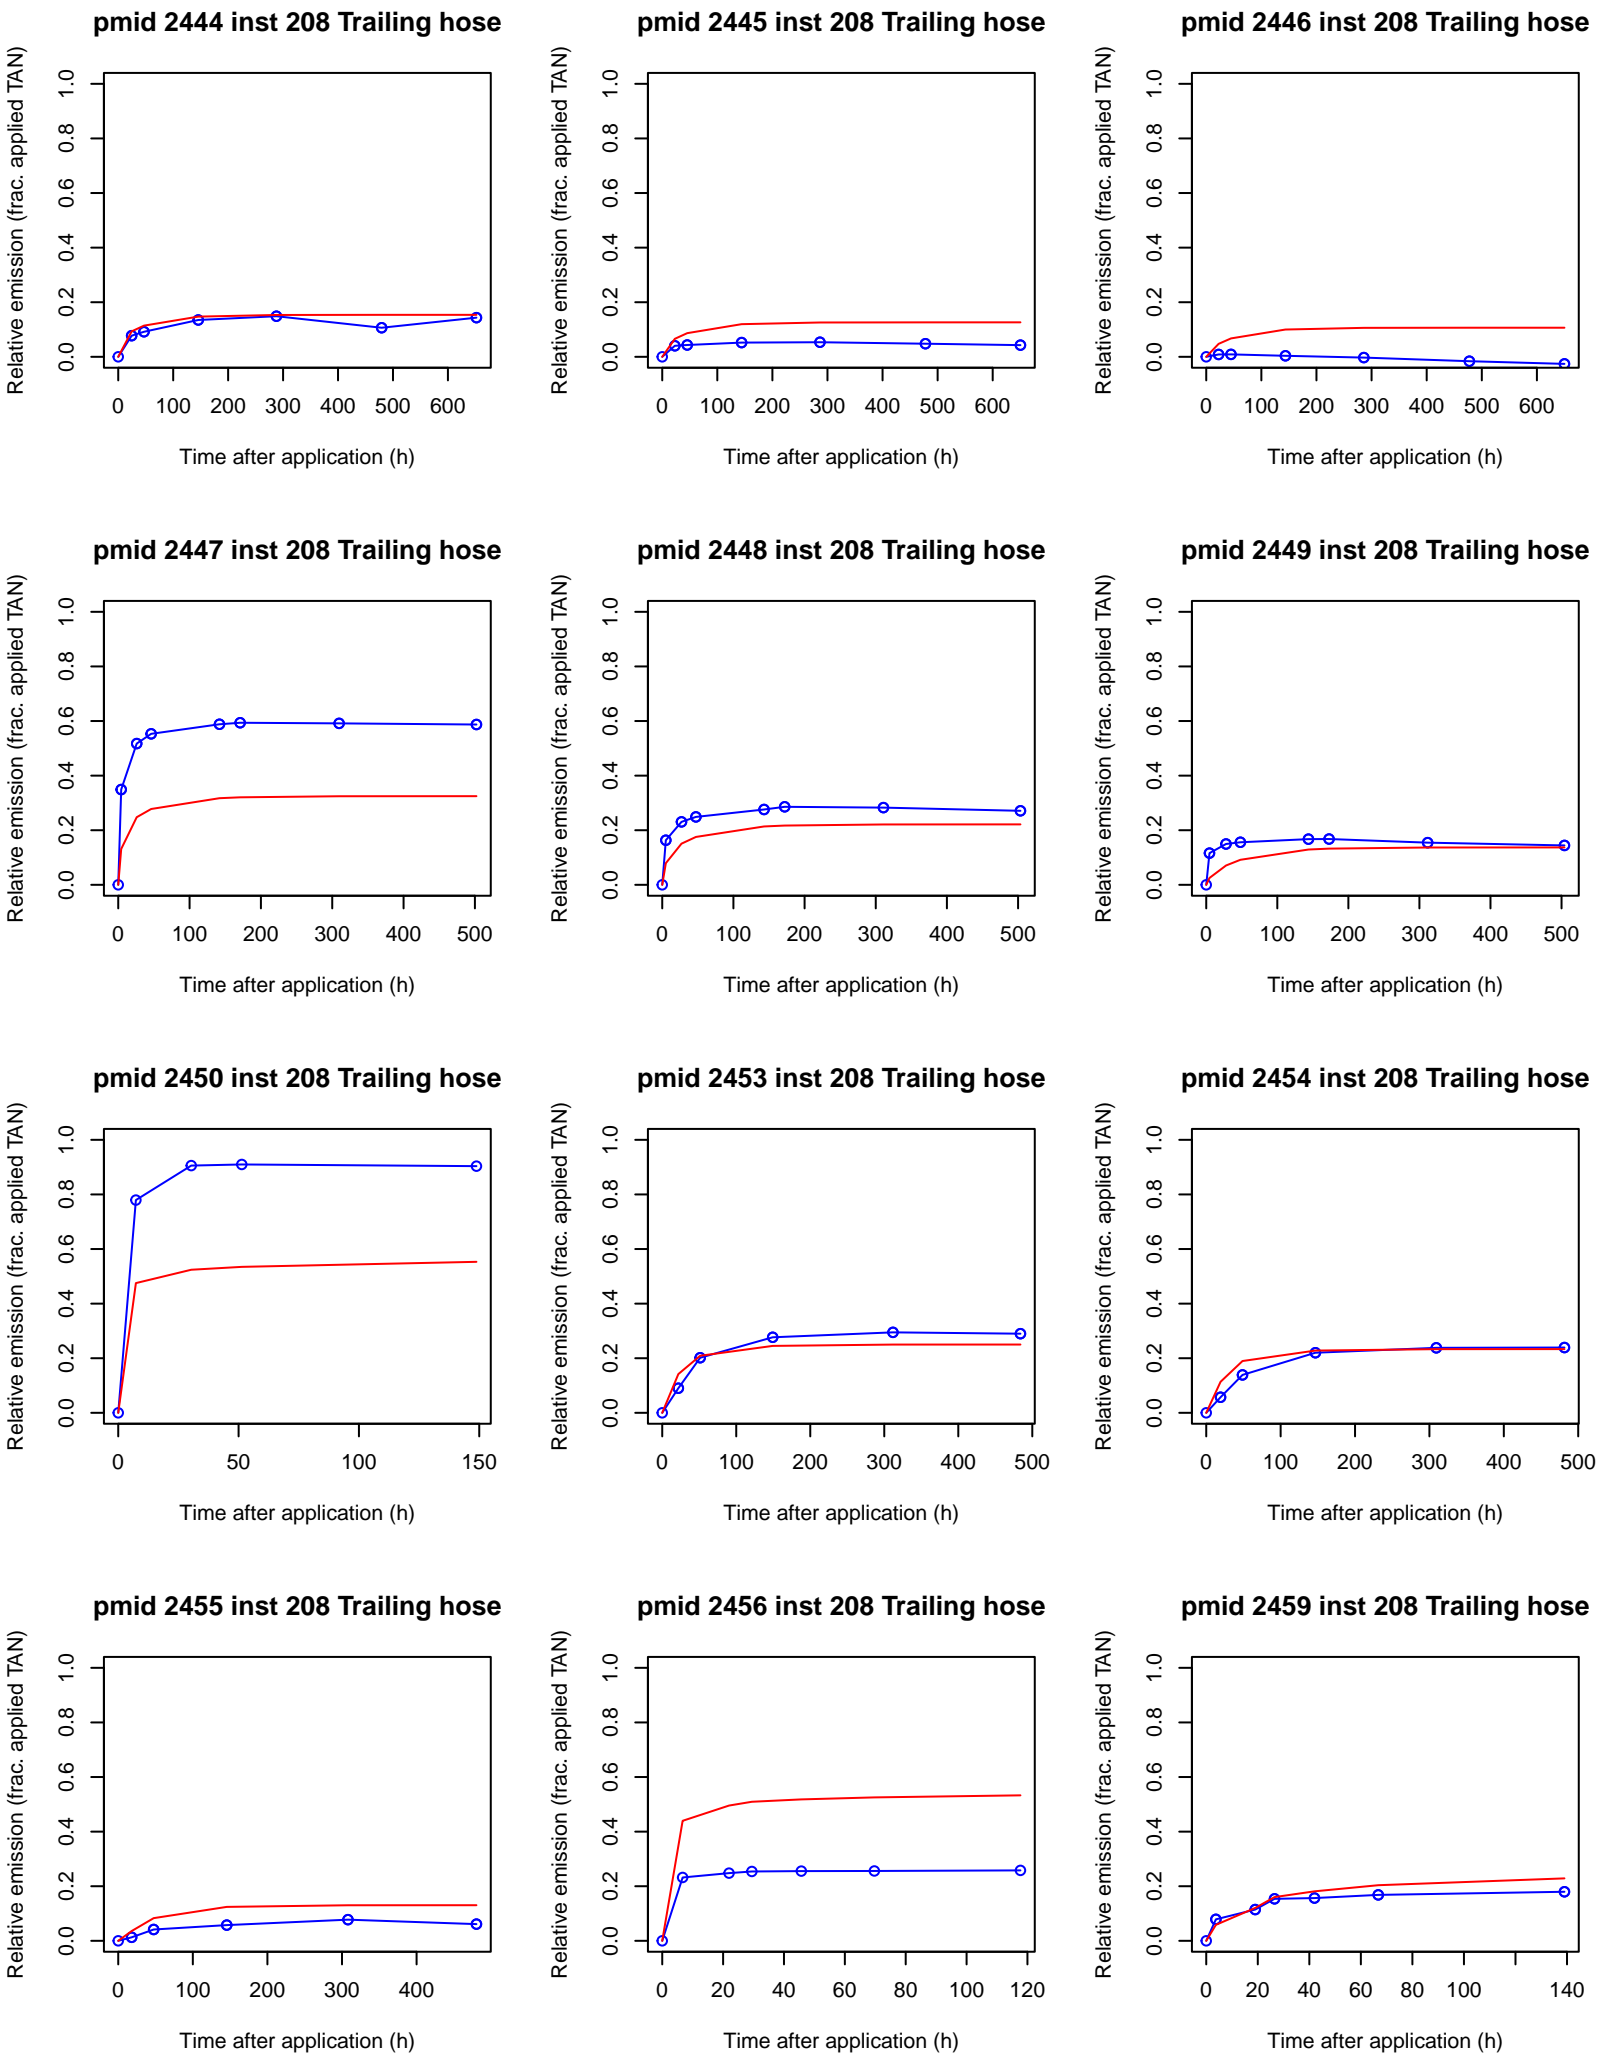 pmid 2444 inst 208 Trailing hose
Relative emission (frac. applied TAN)
0.0 0.2 0.4 0.6 0.8 1.0
0 100 200 300 400 500 600
Time after application (h)
pmid 2445 inst 208 Trailing hose
Relative emission (frac. applied TAN)
0.0 0.2 0.4 0.6 0.8 1.0
0 100 200 300 400 500 600
Time after application (h)
pmid 2446 inst 208 Trailing hose
Relative emission (frac. applied TAN)
0.0 0.2 0.4 0.6 0.8 1.0
0 100 200 300 400 500 600
Time after application (h)
pmid 2447 inst 208 Trailing hose
Relative emission (frac. applied TAN)
0.0 0.2 0.4 0.6 0.8 1.0
0 100 200 300 400 500
Time after application (h)
pmid 2448 inst 208 Trailing hose
Relative emission (frac. applied TAN)
0.0 0.2 0.4 0.6 0.8 1.0
0 100 200 300 400 500
Time after application (h)
pmid 2449 inst 208 Trailing hose
Relative emission (frac. applied TAN)
0.0 0.2 0.4 0.6 0.8 1.0
0 100 200 300 400 500
Time after application (h)
pmid 2450 inst 208 Trailing hose
Relative emission (frac. applied TAN)
0.0 0.2 0.4 0.6 0.8 1.0
0 50 100 150
Time after application (h)
pmid 2453 inst 208 Trailing hose
Relative emission (frac. applied TAN)
0.0 0.2 0.4 0.6 0.8 1.0
0 100 200 300 400 500
Time after application (h)
pmid 2454 inst 208 Trailing hose
Relative emission (frac. applied TAN)
0.0 0.2 0.4 0.6 0.8 1.0
0 100 200 300 400 500
Time after application (h)
pmid 2455 inst 208 Trailing hose
Relative emission (frac. applied TAN)
0.0 0.2 0.4 0.6 0.8 1.0
0 100 200 300 400
Time after application (h)
pmid 2456 inst 208 Trailing hose
Relative emission (frac. applied TAN)
0.0 0.2 0.4 0.6 0.8 1.0
0 20 40 60 80 100 120
Time after application (h)
pmid 2459 inst 208 Trailing hose
Relative emission (frac. applied TAN)
0.0 0.2 0.4 0.6 0.8 1.0
0 20 40 60 80 100 140
Time after application (h)